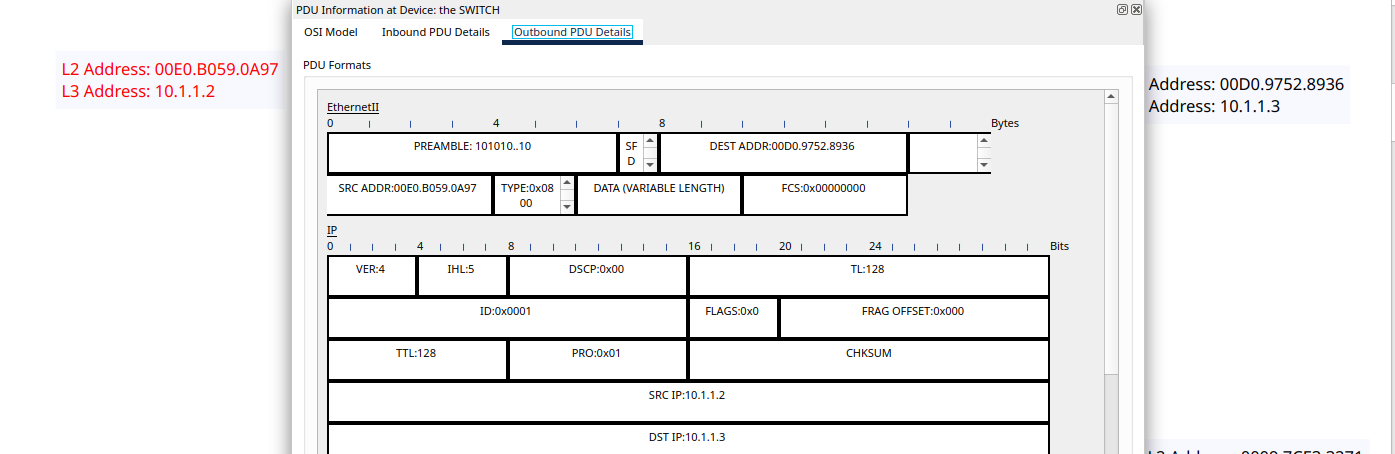 PDU Information at Device: the SWITCH
OSI Model Inbound PDU Details Outbound PDU Details
L2 Address: 00E0.B059.0A97
L3 Address: 10.1.1.2
PDU Formats
Address: 00D0.9752.8936
Address: 10.1.1.3
EthernetII
0 4 8 Bytes
PREAMBLE: 101010..10 SF D DEST ADDR:00D0.9752.8936
SRC ADDR:00E0.B059.0A97 TYPE:0x08 00 DATA (VARIABLE LENGTH) FCS:0x00000000
IP
0 4 8 16 20 24 Bits
VER:4 IHL:5 DSCP:0x00 TL:128
ID:0x0001 FLAGS:0x0 FRAG OFFSET:0x000
TTL:128 PRO:0x01 CHKSUM
SRC IP:10.1.1.2
DST IP:10.1.1.3